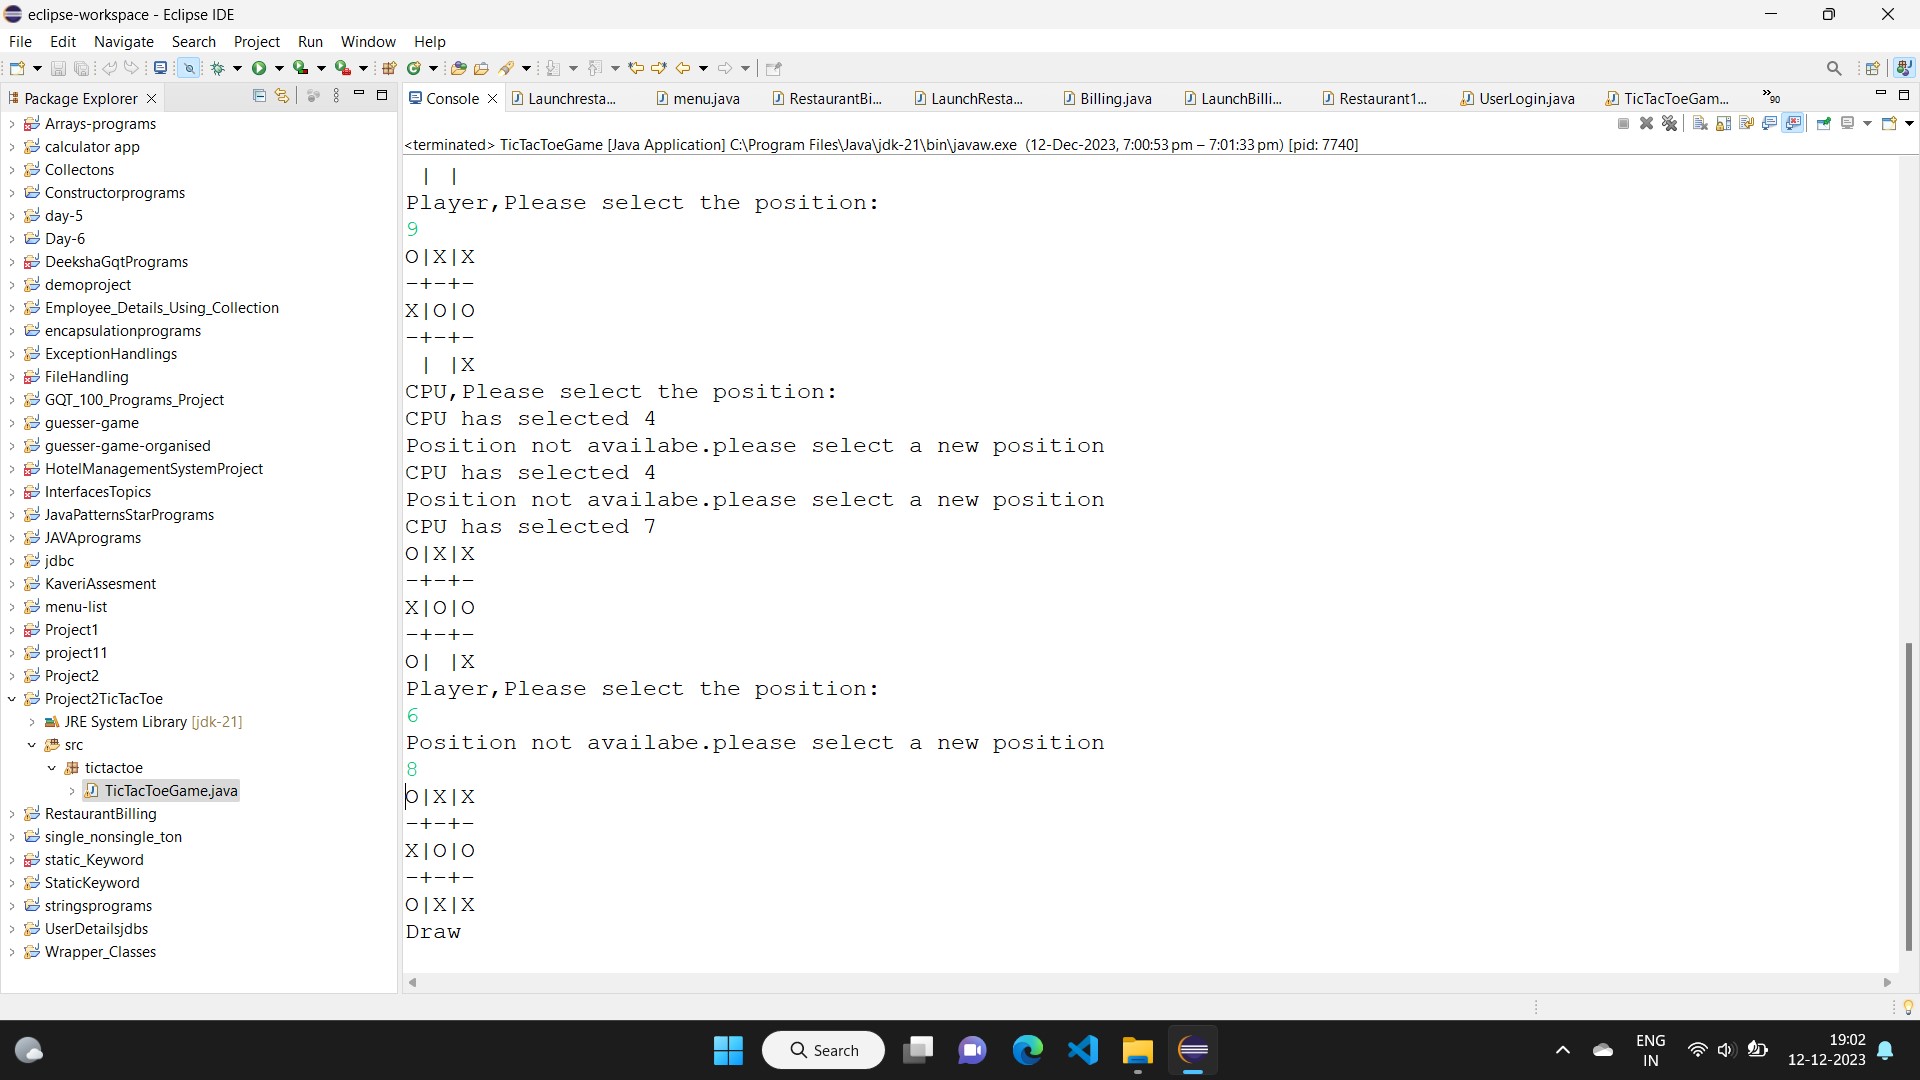 eclipse-workspace - Eclipse IDE
File Edit Navigate Search Project Run Window Help
Package Explorer
Console Launchresta... menu.java RestaurantBi... LaunchResta... Billing.java LaunchBilli... Restaurant1... UserLogin.java TicTacToeGam... »90
<terminated> TicTacToeGame [Java Application] C:\Program Files\Java\jdk-21\bin\javaw.exe (12-Dec-2023, 7:00:53 pm – 7:01:33 pm) [pid: 7740]
Arrays-programs
calculator app
Collectons
Constructorprograms
day-5
Day-6
DeekshaGqtPrograms
demoproject
Employee_Details_Using_Collection
encapsulationprograms
ExceptionHandlings
FileHandling
GQT_100_Programs_Project
guesser-game
guesser-game-organised
HotelManagementSystemProject
InterfacesTopics
JavaPatternsStarPrograms
JAVAprograms
jdbc
KaveriAssesment
menu-list
Project1
project11
Project2
Project2TicTacToe
JRE System Library [jdk-21]
src
tictactoe
TicTacToeGame.java
RestaurantBilling
single_nonsingle_ton
static_Keyword
StaticKeyword
stringsprograms
UserDetailsjdbs
Wrapper_Classes
 | |
Player,Please select the position:
9
O|X|X
-+-+-
X|O|O
-+-+-
 | |X
CPU,Please select the position:
CPU has selected 4
Position not availabe.please select a new position
CPU has selected 4
Position not availabe.please select a new position
CPU has selected 7
O|X|X
-+-+-
X|O|O
-+-+-
O| |X
Player,Please select the position:
6
Position not availabe.please select a new position
8
O|X|X
-+-+-
X|O|O
-+-+-
O|X|X
Draw
Search
ENG
IN
19:02
12-12-2023